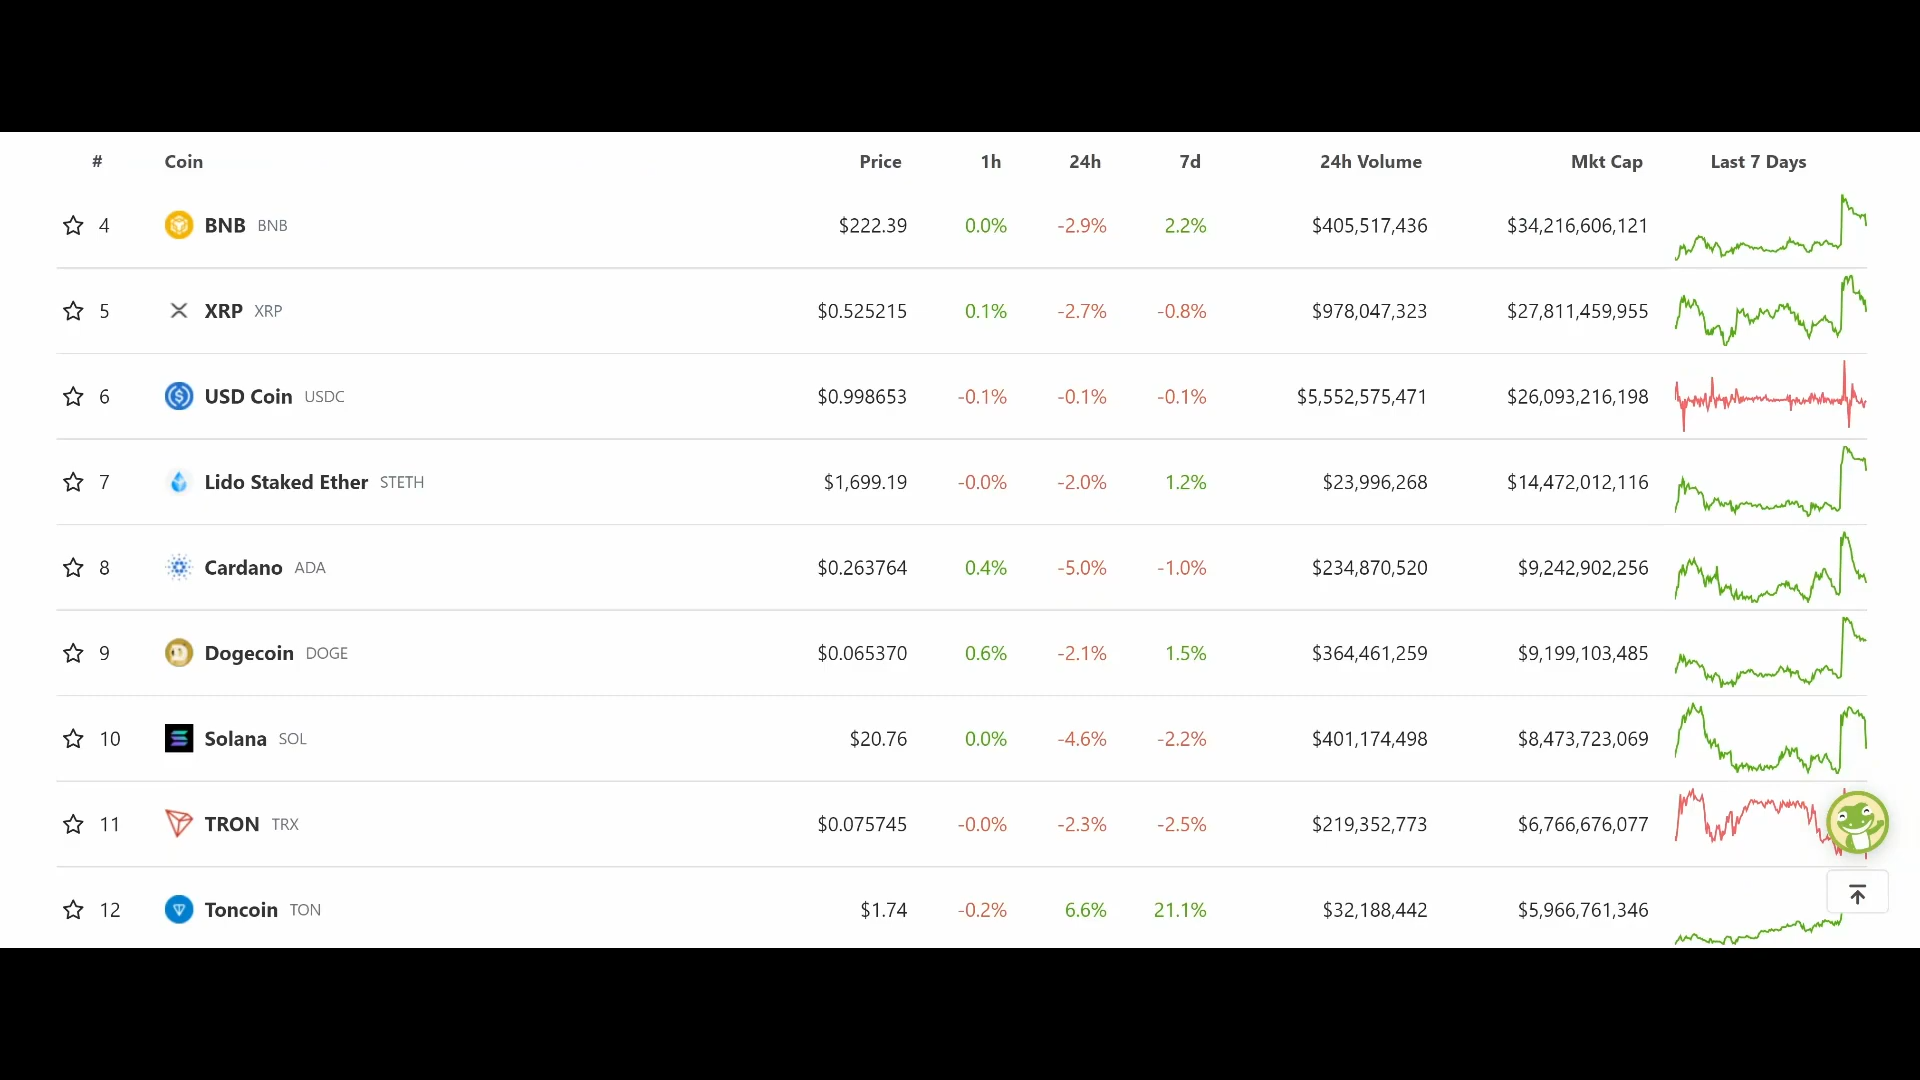 # Coin Price 1h 24h 7d 24h Volume Mkt Cap Last 7 Days
4 BNB BNB $222.39 0.0% -2.9% 2.2% $405,517,436 $34,216,606,121
5 XRP XRP $0.525215 0.1% -2.7% -0.8% $978,047,323 $27,811,459,955
6 USD Coin USDC $0.998653 -0.1% -0.1% -0.1% $5,552,575,471 $26,093,216,198
7 Lido Staked Ether STETH $1,699.19 -0.0% -2.0% 1.2% $23,996,268 $14,472,012,116
8 Cardano ADA $0.263764 0.4% -5.0% -1.0% $234,870,520 $9,242,902,256
9 Dogecoin DOGE $0.065370 0.6% -2.1% 1.5% $364,461,259 $9,199,103,485
10 Solana SOL $20.76 0.0% -4.6% -2.2% $401,174,498 $8,473,723,069
11 TRON TRX $0.075745 -0.0% -2.3% -2.5% $219,352,773 $6,766,676,077
12 Toncoin TON $1.74 -0.2% 6.6% 21.1% $32,188,442 $5,966,761,346